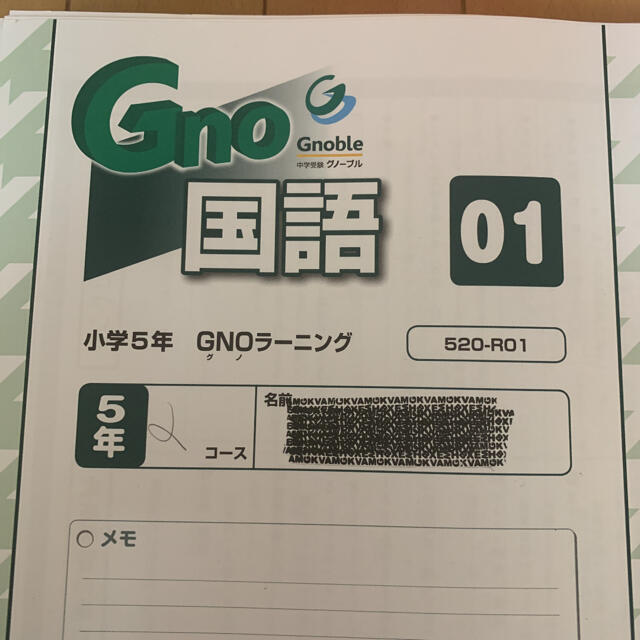 Gno
Gnoble
中学受験 グノーブル
国語
01
小学5年 GNOラーニング
グノ
520-R01
5年
コース
名前
メモ